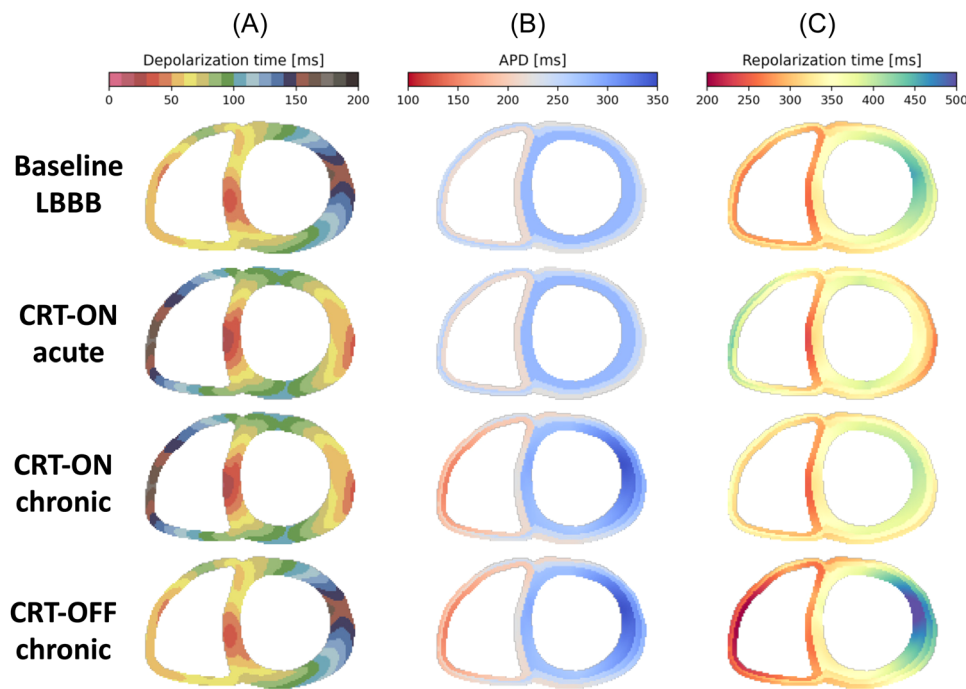 (A) (B) (C)
Depolarization time [ms] APD [ms] Repolarization time [ms]
0 50 100 150 200 100 150 200 250 300 350 200 250 300 350 400 450 500
Baseline
LBBB
CRT-ON
acute
CRT-ON
chronic
CRT-OFF
chronic